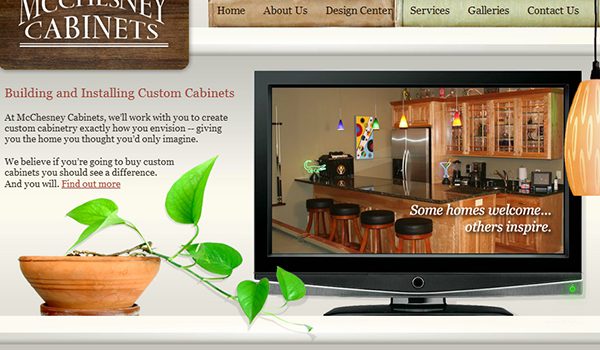 McCHESNEY
CABINETS
Home About Us Design Center Services Galleries Contact Us
Building and Installing Custom Cabinets
At McChesney Cabinets, we'll work with you to create
custom cabinetry exactly how you envision -- giving
you the home you thought you'd only imagine.
We believe if you're going to buy custom
cabinets you should see a difference.
And you will. Find out more
Some homes welcome...
others inspire.